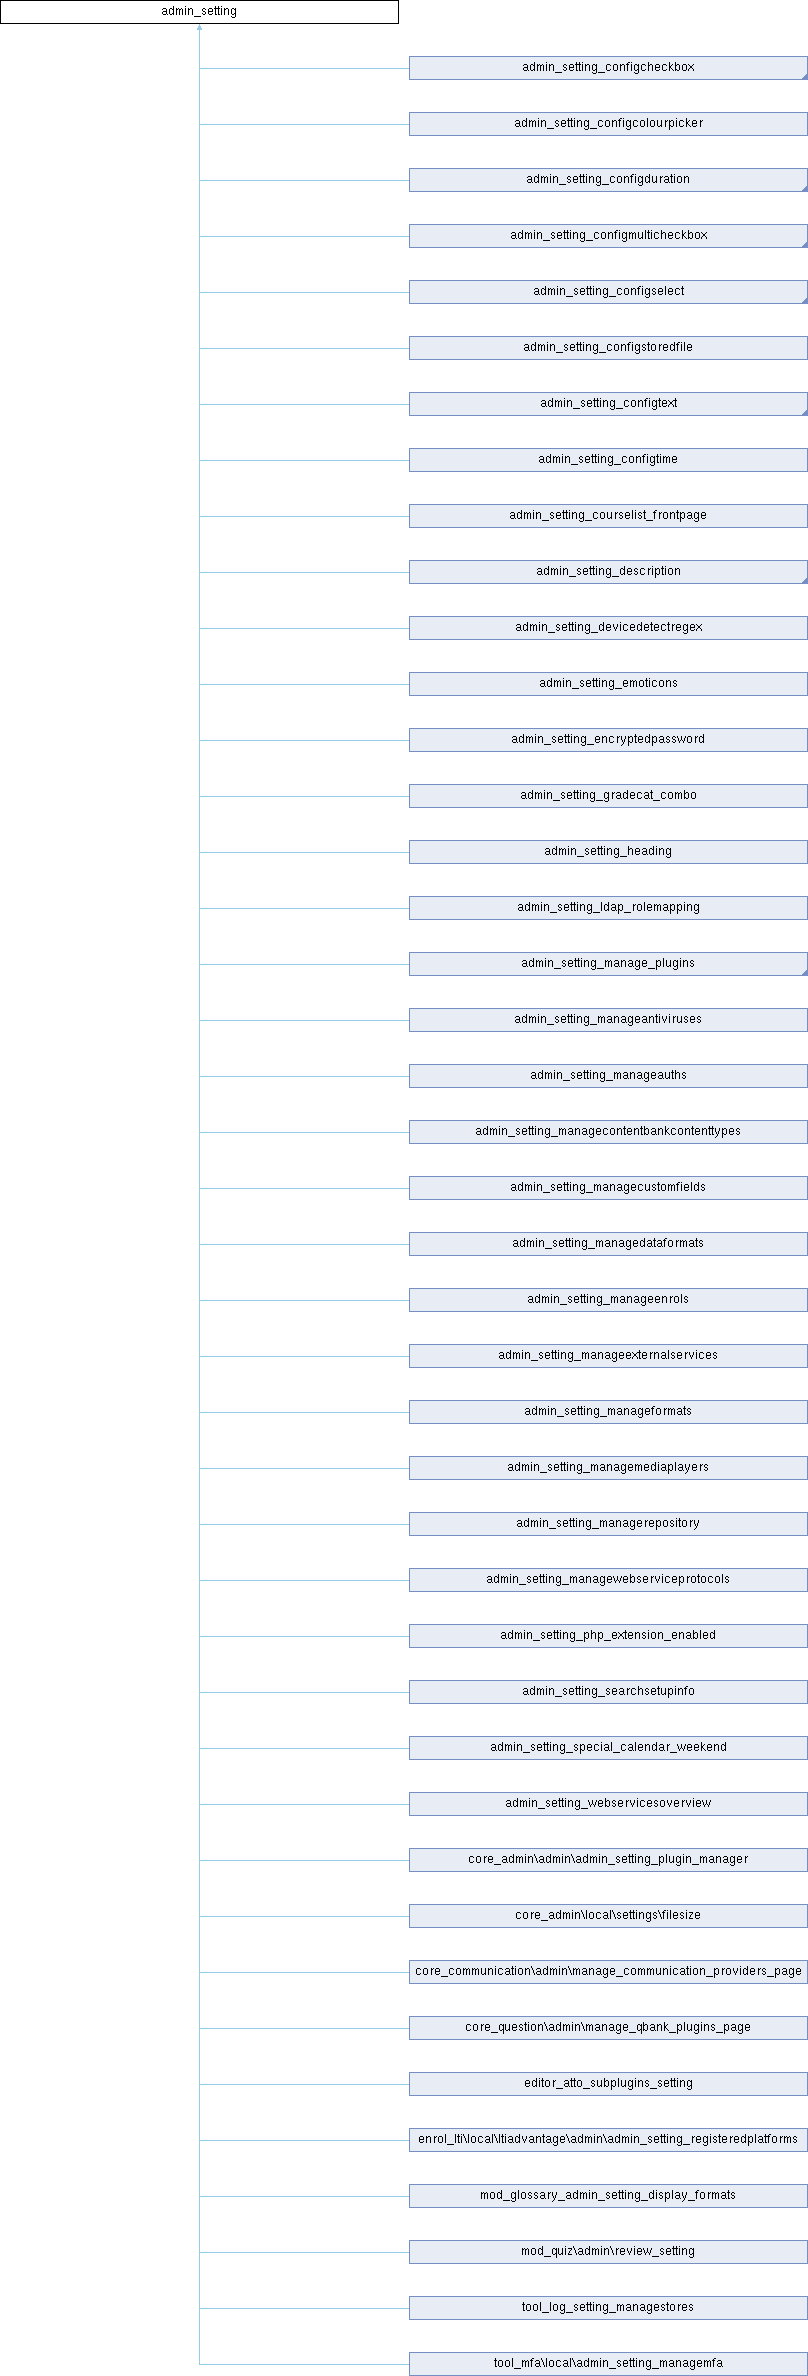 admin_setting
admin_setting_configcheckbox
admin_setting_configcolourpicker
admin_setting_configduration
admin_setting_configmulticheckbox
admin_setting_configselect
admin_setting_configstoredfile
admin_setting_configtext
admin_setting_configtime
admin_setting_courselist_frontpage
admin_setting_description
admin_setting_devicedetectregex
admin_setting_emoticons
admin_setting_encryptedpassword
admin_setting_gradecat_combo
admin_setting_heading
admin_setting_ldap_rolemapping
admin_setting_manage_plugins
admin_setting_manageantiviruses
admin_setting_manageauths
admin_setting_managecontentbankcontenttypes
admin_setting_managecustomfields
admin_setting_managedataformats
admin_setting_manageenrols
admin_setting_manageexternalservices
admin_setting_manageformats
admin_setting_managemediaplayers
admin_setting_managerepository
admin_setting_managewebserviceprotocols
admin_setting_php_extension_enabled
admin_setting_searchsetupinfo
admin_setting_special_calendar_weekend
admin_setting_webservicesoverview
core_admin\admin\admin_setting_plugin_manager
core_admin\local\settings\filesize
core_communication\admin\manage_communication_providers_page
core_question\admin\manage_qbank_plugins_page
editor_atto_subplugins_setting
enrol_lti\local\ltiadvantage\admin\admin_setting_registeredplatforms
mod_glossary_admin_setting_display_formats
mod_quiz\admin\review_setting
tool_log_setting_managestores
tool_mfa\local\admin_setting_managemfa